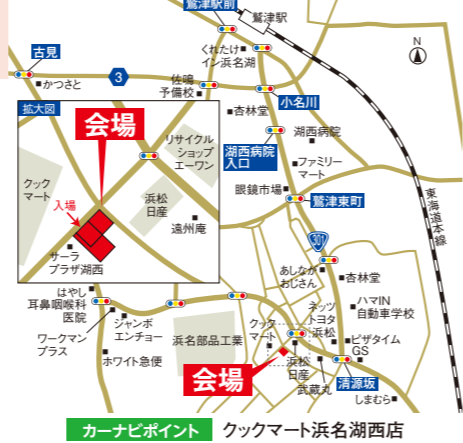 鷲津駅前
鷲津駅
N
古見
くれたけ
イン浜名湖
かつさと
3
佐鳴
予備校
小名川
杏林堂
拡大図
会場
湖西病院
入口
湖西病院
リサイクル
ショップ
エーワン
ファミリー
マート
クック
マート
入場
浜松
日産
眼鏡市場
鷲津東町
東海道本線
遠州庵
301
サーラ
プラザ湖西
あしなが
おじさん
杏林堂
はやし
耳鼻咽喉科
医院
ハマIN
自動車学校
ジャンボ
エンチョー
ワークマン
プラス
浜名部品工業
クック
マート
ネッツ
トヨタ
浜松
ピザタイム
GS
ホワイト急便
会場
浜松
日産
武蔵丸
清源坂
しまむら
カーナビポイント
クックマート浜名湖西店